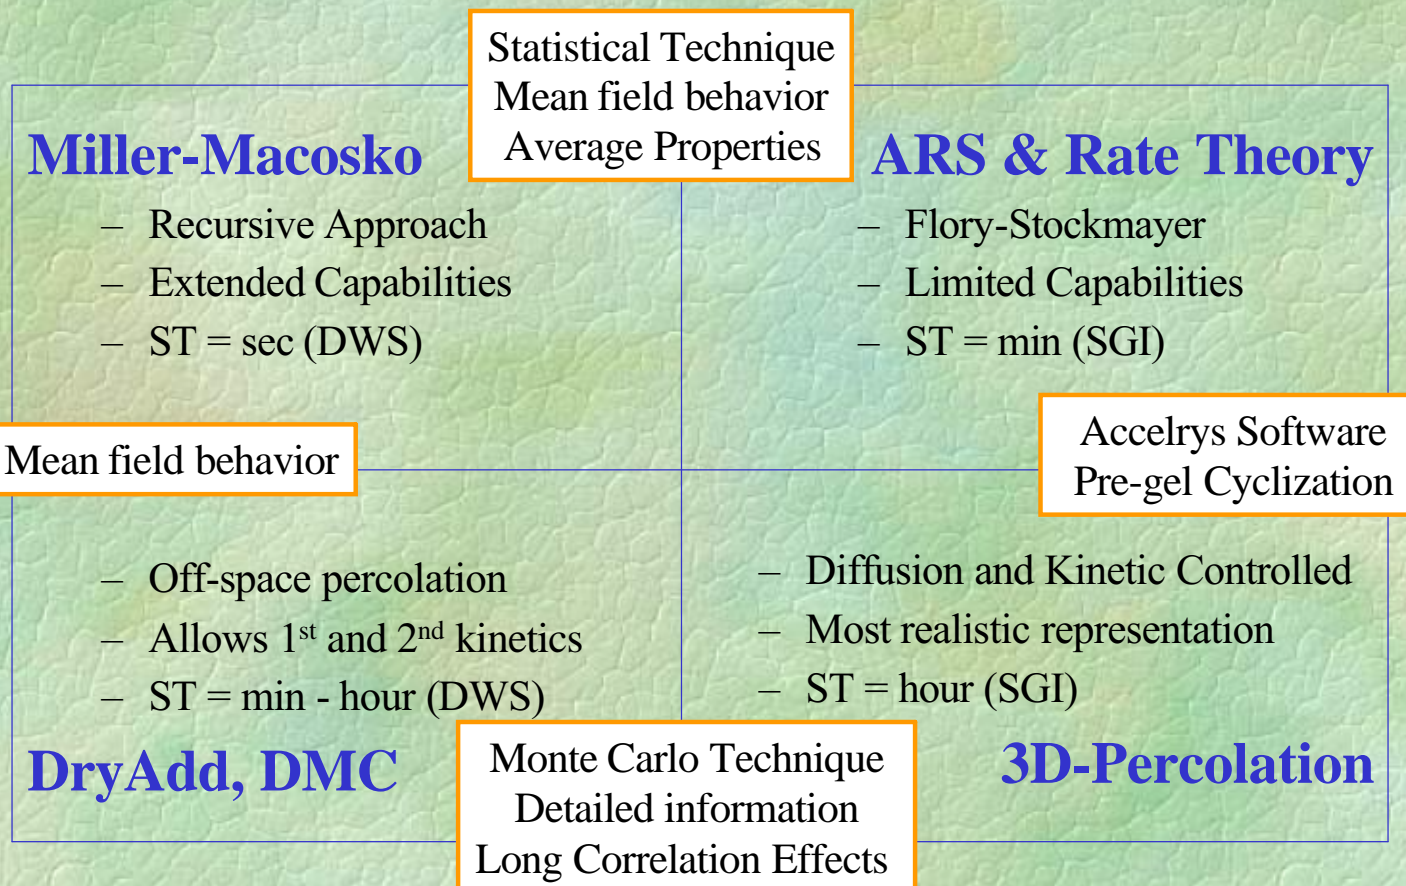 Statistical Technique
Mean field behavior
Average Properties
Miller-Macosko
– Recursive Approach
– Extended Capabilities
– ST = sec (DWS)
ARS & Rate Theory
– Flory-Stockmayer
– Limited Capabilities
– ST = min (SGI)
Mean field behavior
Accelrys Software
Pre-gel Cyclization
– Off-space percolation
– Allows 1st and 2nd kinetics
– ST = min - hour (DWS)
DryAdd, DMC
– Diffusion and Kinetic Controlled
– Most realistic representation
– ST = hour (SGI)
3D-Percolation
Monte Carlo Technique
Detailed information
Long Correlation Effects